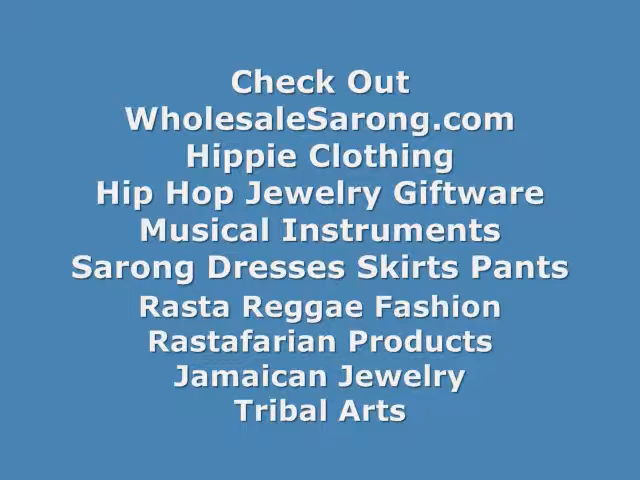 Check Out
WholesaleSarong.com
Hippie Clothing
Hip Hop Jewelry Giftware
Musical Instruments
Sarong Dresses Skirts Pants
Rasta Reggae Fashion
Rastafarian Products
Jamaican Jewelry
Tribal Arts